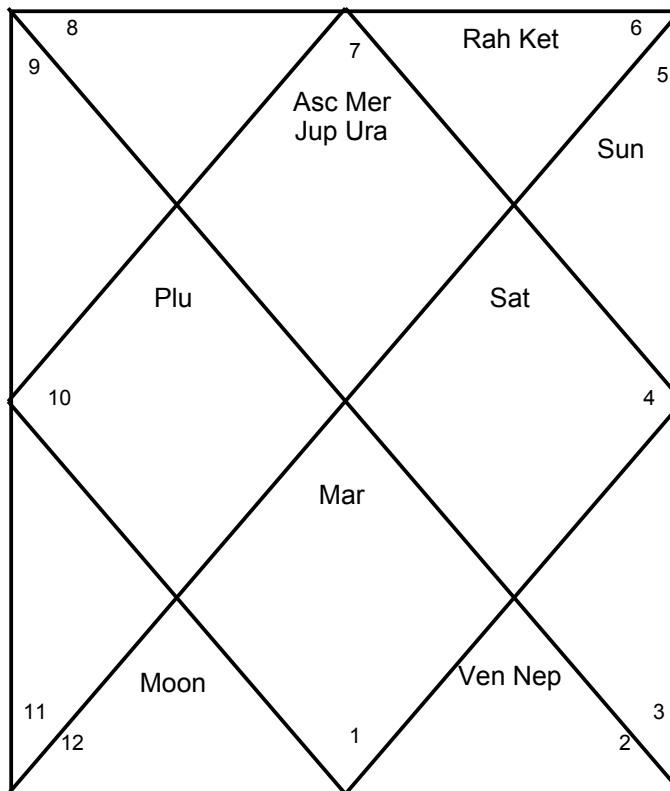 8
7
Rah Ket
6
9
5
Asc Mer
Jup Ura
Sun
Plu
Sat
10
4
Mar
Moon
Ven Nep
11
3
12
1
2